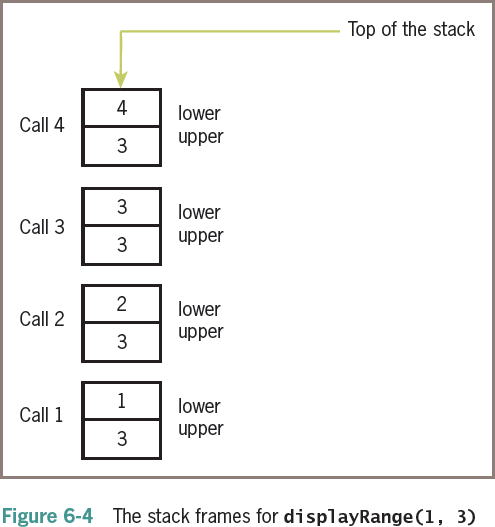 Top of the stack
Call 4
4
3
lower
upper
Call 3
3
3
lower
upper
Call 2
2
3
lower
upper
Call 1
1
3
lower
upper
Figure 6-4 The stack frames for displayRange(1, 3)